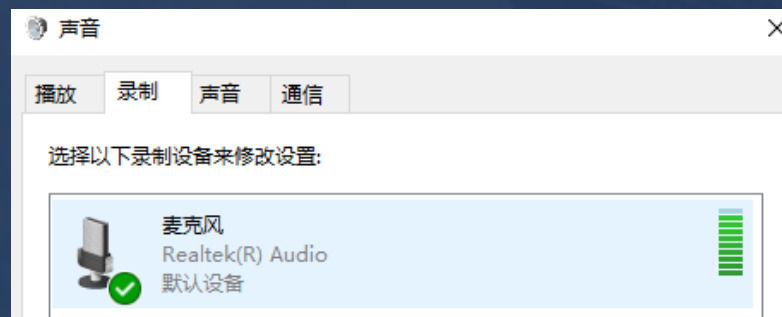 声音
播放 录制 声音 通信
选择以下录制设备来修改设置:
麦克风
Realtek(R) Audio
默认设备